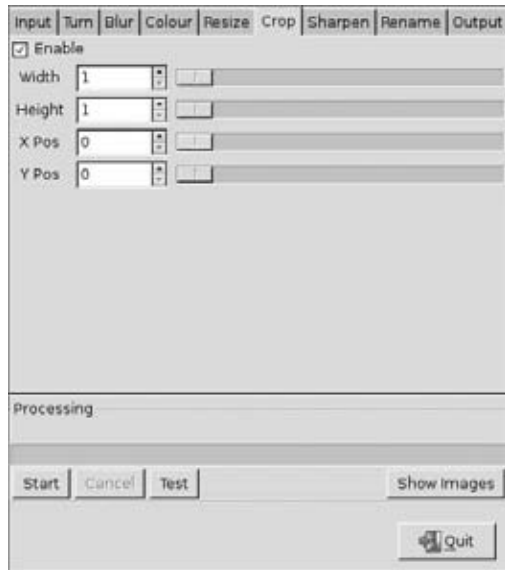 Input Turn Blur Colour Resize Crop Sharpen Rename Output
Enable
Width 1
Height 1
X Pos 0
Y Pos 0
Processing
Start Cancel Test Show Images
Quit